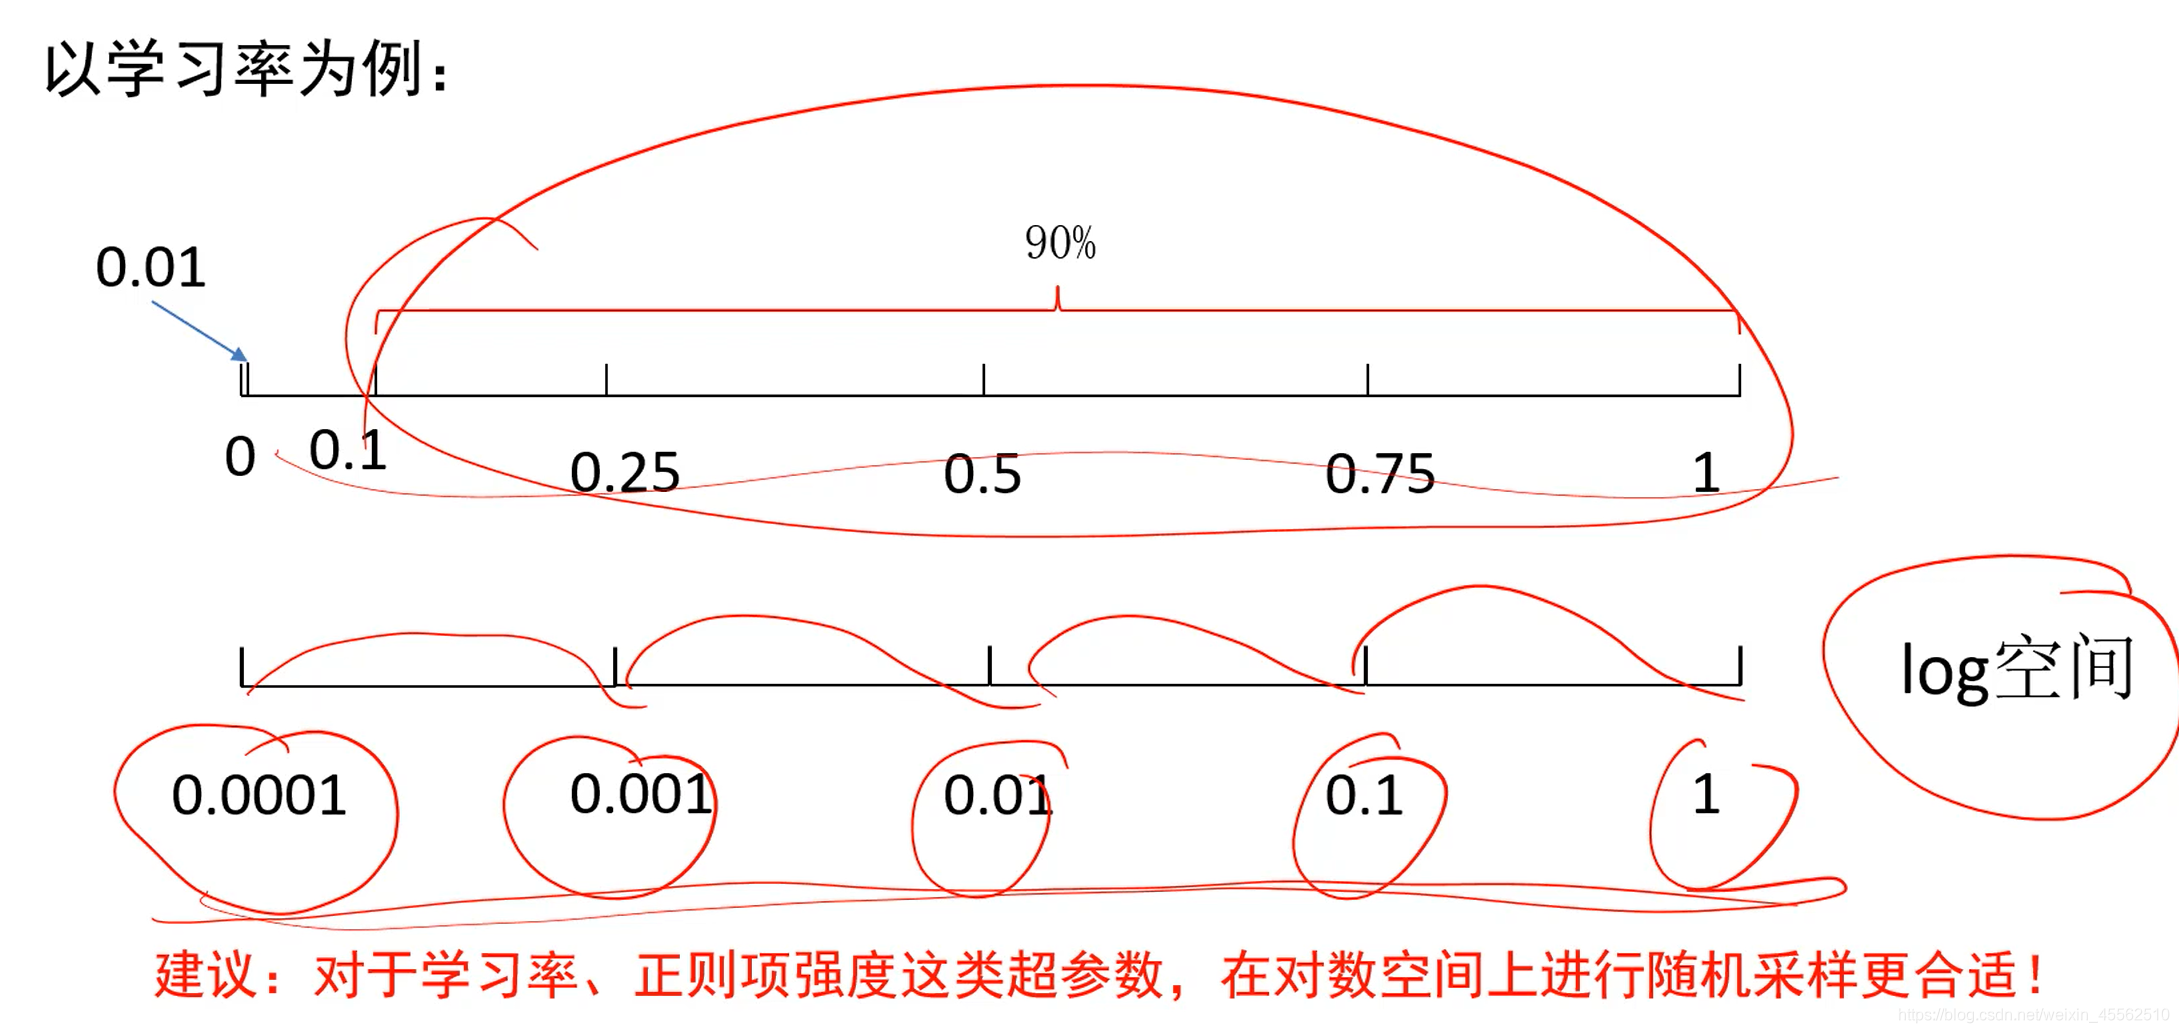 以学习率为例：
90%
0.01
0 0.1 0.25 0.5 0.75 1
log空间
0.0001 0.001 0.01 0.1 1
建议：对于学习率、正则项强度这类超参数，在对数空间上进行随机采样更合适！
https://blog.csdn.net/weixin_45562510